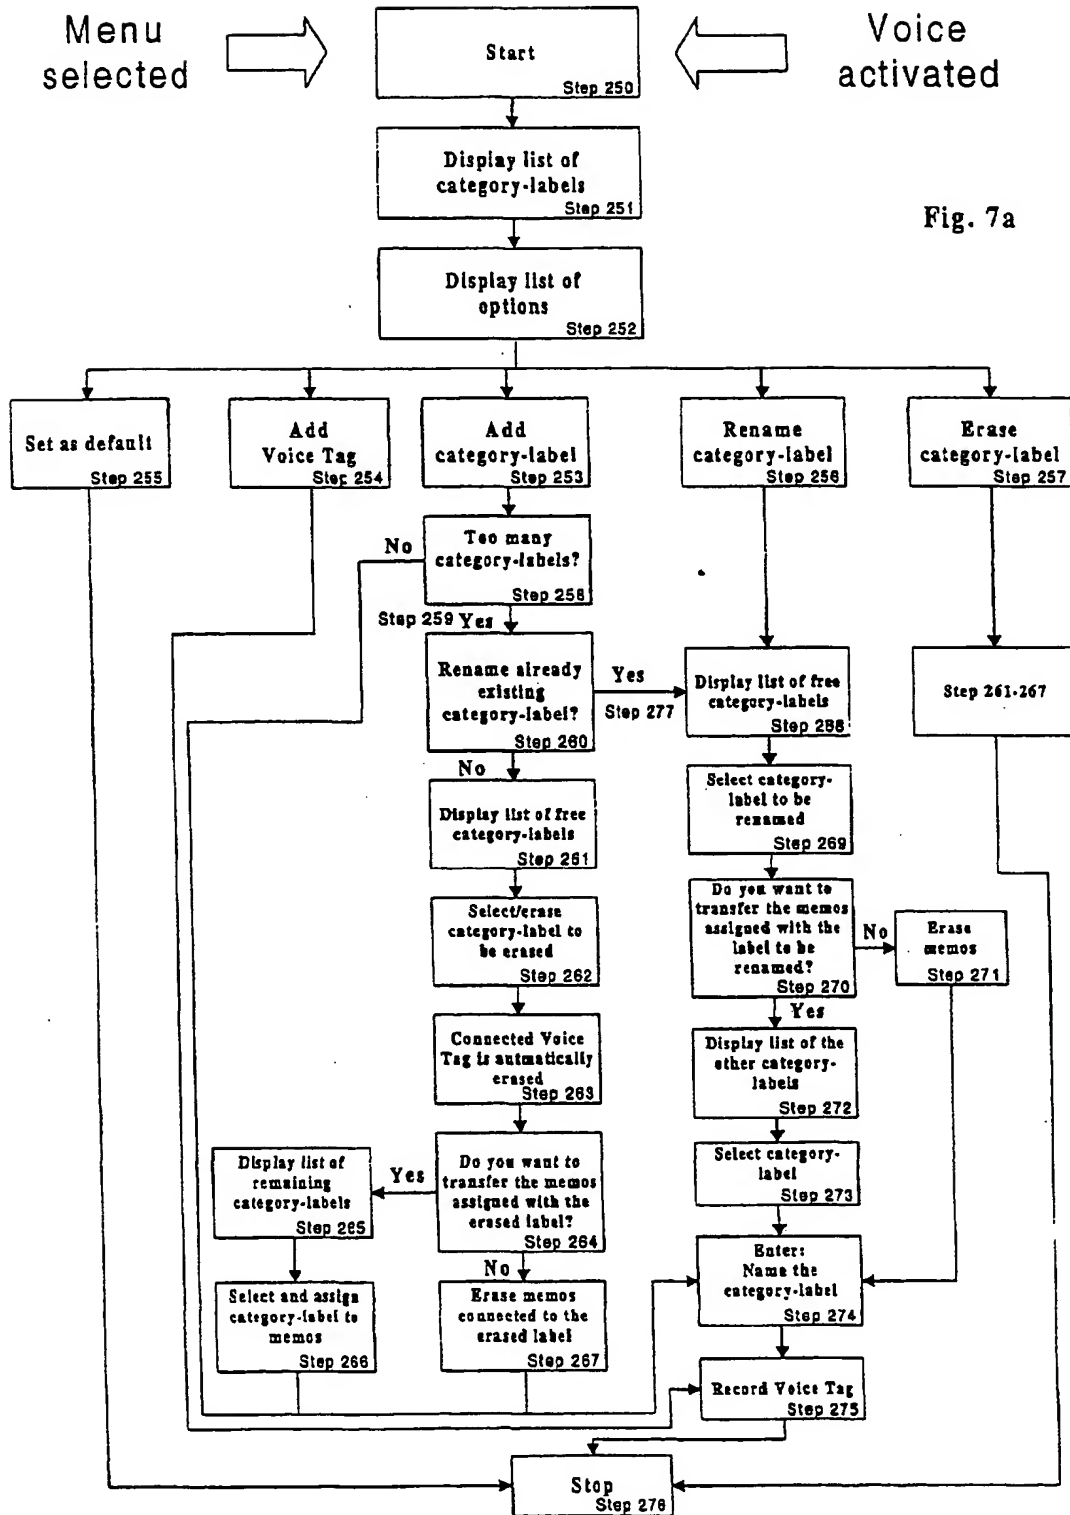 Menu
selected
Voice
activated
Start
Step 250
Display list of
category-labels
Step 251
Fig. 7a
Display list of
options
Step 252
Set as default
Step 255
Add
Voice Tag
Step 254
Add
category-label
Step 253
Rename
category-label
Step 256
Erase
category-label
Step 257
No
Too many
category-labels?
Step 258
Step 259 Yes
Rename already
existing
category-label?
Step 260
Yes
Step 277
Display list of free
category-labels
Step 268
Step 261-267
No
Display list of free
category-labels
Step 261
Select category-
label to be
renamed
Step 269
Select/erase
category-label to
be erased
Step 262
Do you want to
transfer the memos
assigned with the
label to be
renamed?
Step 270
No
Erase
memos
Step 271
Yes
Connected Voice
Tag is automatically
erased
Step 263
Display list of the
other category-
labels
Step 272
Display list of
remaining
category-labels
Step 265
Yes
Do you want to
transfer the memos
assigned with the
erased label?
Step 264
Select category-
label
Step 273
No
Select and assign
category-label to
memos
Step 266
Erase memos
connected to the
erased label
Step 267
Enter:
Name the
category-label
Step 274
Record Voice Tag
Step 275
Stop
Step 276